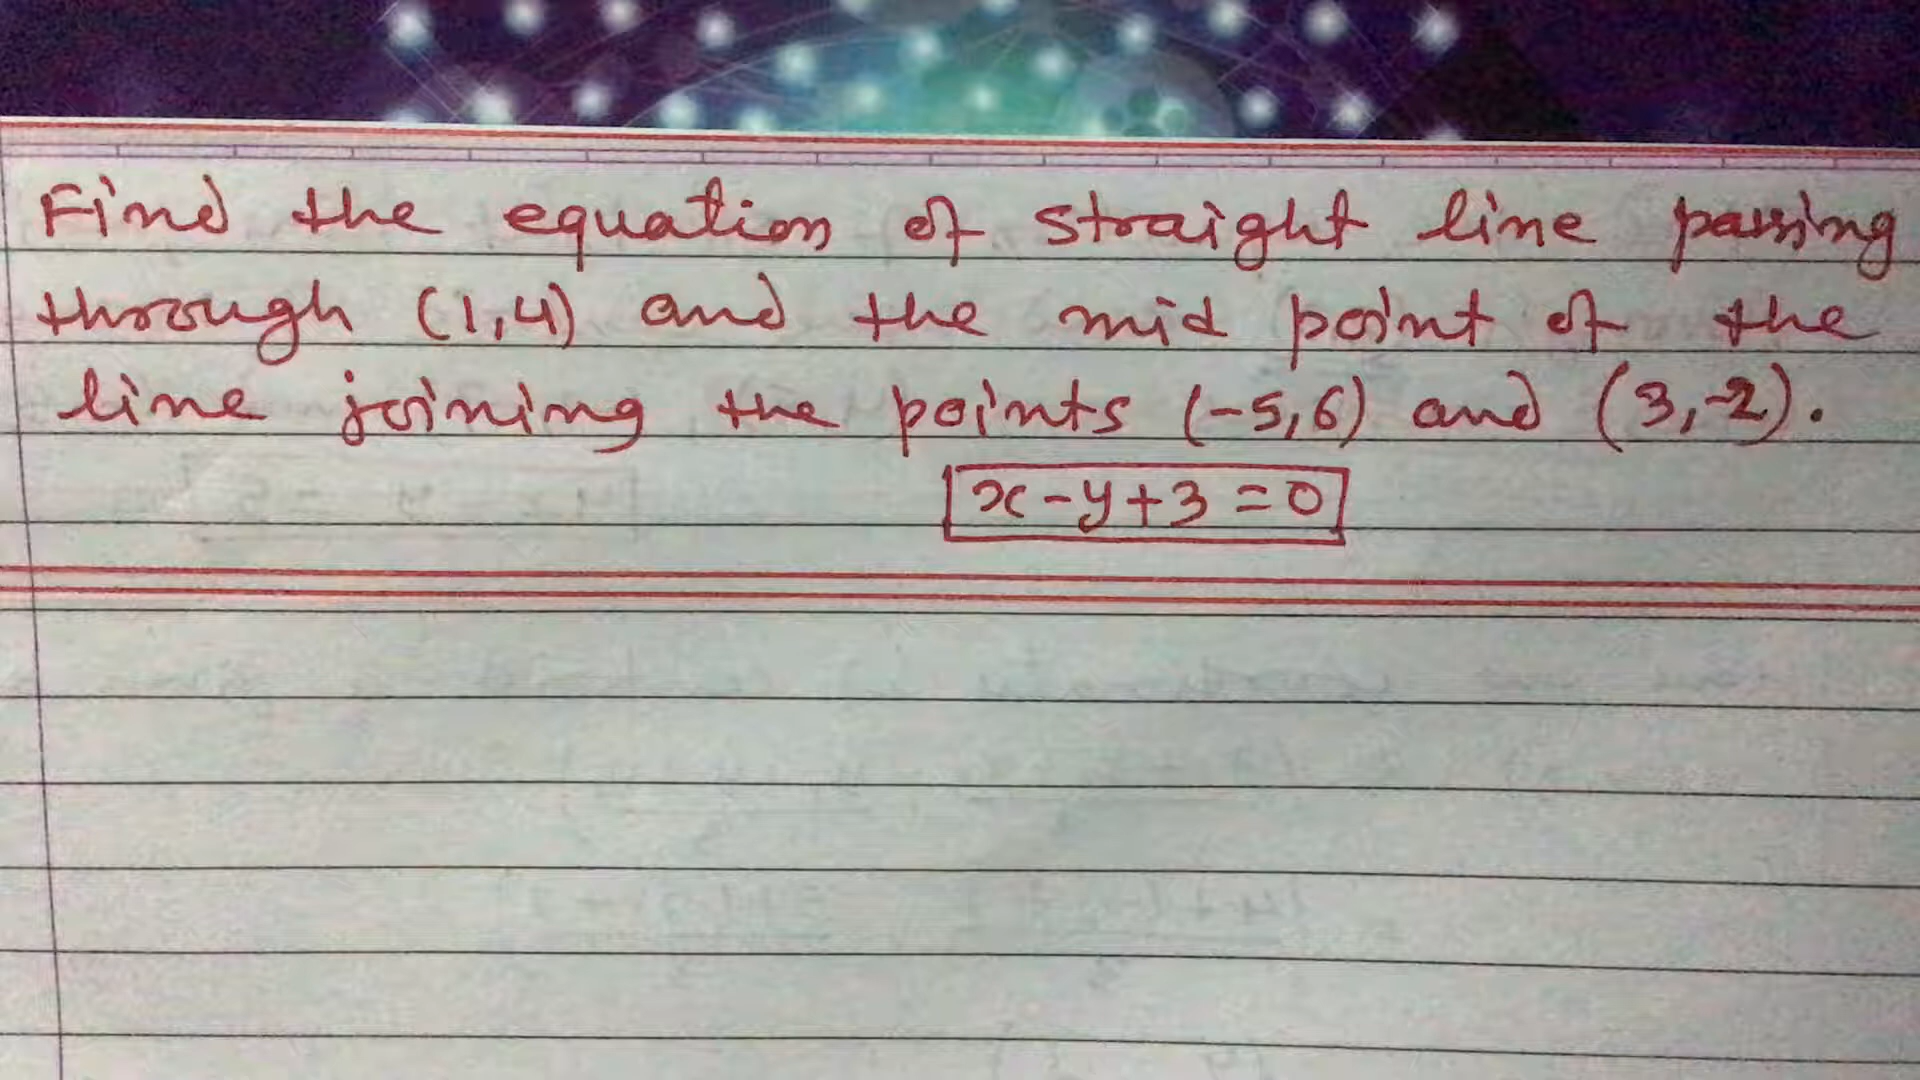 Find the equation of straight line passing
through (1,4) and the mid point of the
line joining the points (-5,6) and (3,-2).
x-y+3=0